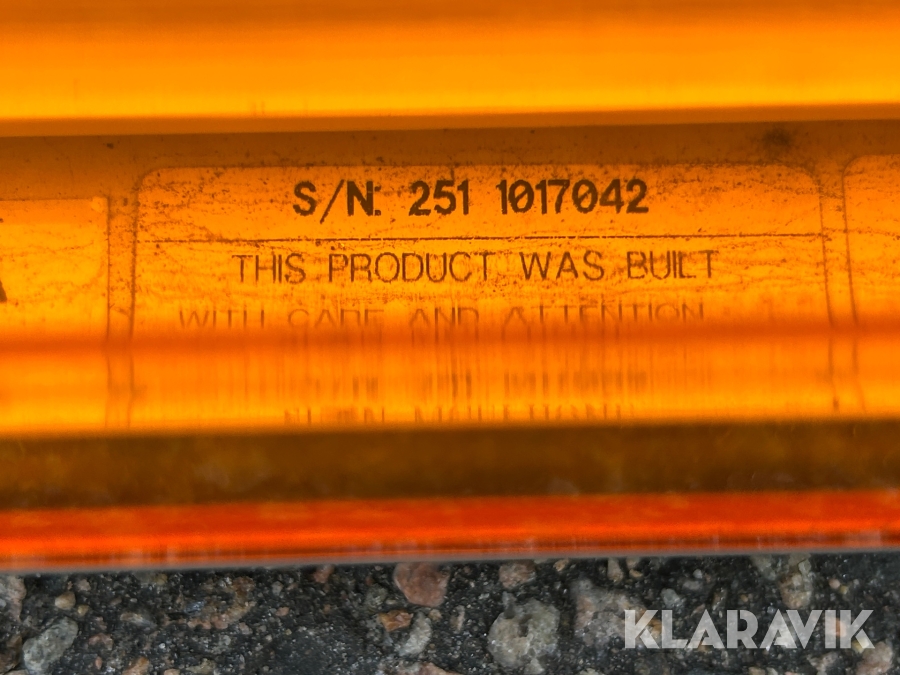 S/N: 251 1017042
THIS PRODUCT WAS BUILT
WITH CARE AND ATTENTION
KLARAVIK